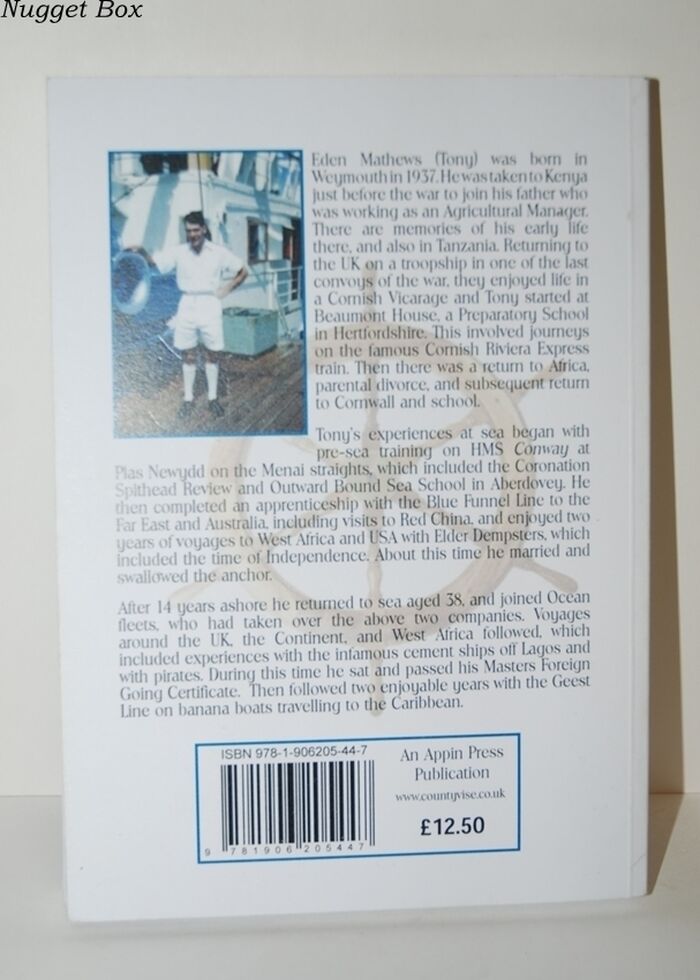 Nugget Box
Eden Mathews (Tony) was born in
Weymouth in 1937. He was taken to Kenya
just before the war to join his father who
was working as an Agricultural Manager.
There are memories of his early life
there, and also in Tanzania. Returning to
the UK on a troopship in one of the last
convoys of the war, they enjoyed life in
a Cornish Vicarage and Tony started at
Beaumont House, a Preparatory School
in Hertfordshire. This involved journeys
on the famous Cornish Riviera Express
train. Then there was a return to Africa,
parental divorce, and subsequent return
to Cornwall and school.
Tony's experiences at sea began with
pre-sea training on HMS Conway at
Plas Newydd on the Menai straights, which included the Coronation
Spithead Review and Outward Bound Sea School in Aberdovey. He
then completed an apprenticeship with the Blue Funnel Line to the
Far East and Australia, including visits to Red China, and enjoyed two
years of voyages to West Africa and USA with Elder Dempsters, which
included the time of Independence. About this time he married and
swallowed the anchor.
After 14 years ashore he returned to sea aged 38, and joined Ocean
fleets, who had taken over the above two companies. Voyages
around the UK, the Continent, and West Africa followed, which
included experiences with the infamous cement ships off Lagos and
with pirates. During this time he sat and passed his Masters Foreign
Going Certificate. Then followed two enjoyable years with the Geest
Line on banana boats travelling to the Caribbean.
ISBN 978-1-906205-44-7
9 781906 205447
An Appin Press
Publication
www.countyvise.co.uk
£12.50